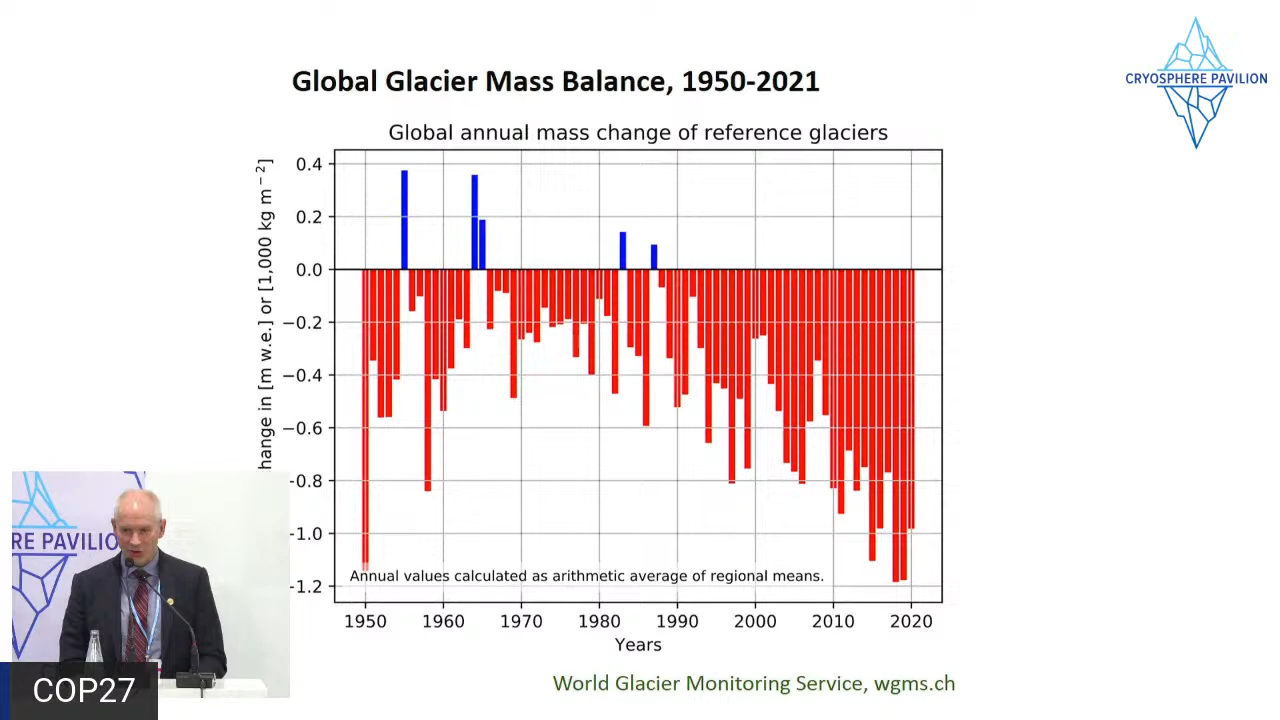 Global Glacier Mass Balance, 1950-2021
CRYOSPHERE PAVILION
Global annual mass change of reference glaciers
hange in [m w.e.] or [1,000 kg m⁻²]
0.4
0.2
0.0
−0.2
−0.4
−0.6
-0.8
-1.0
-1.2
Annual values calculated as arithmetic average of regional means.
1950 1960 1970 1980 1990 2000 2010 2020
Years
World Glacier Monitoring Service, wgms.ch
RE PAVILIO
COP27